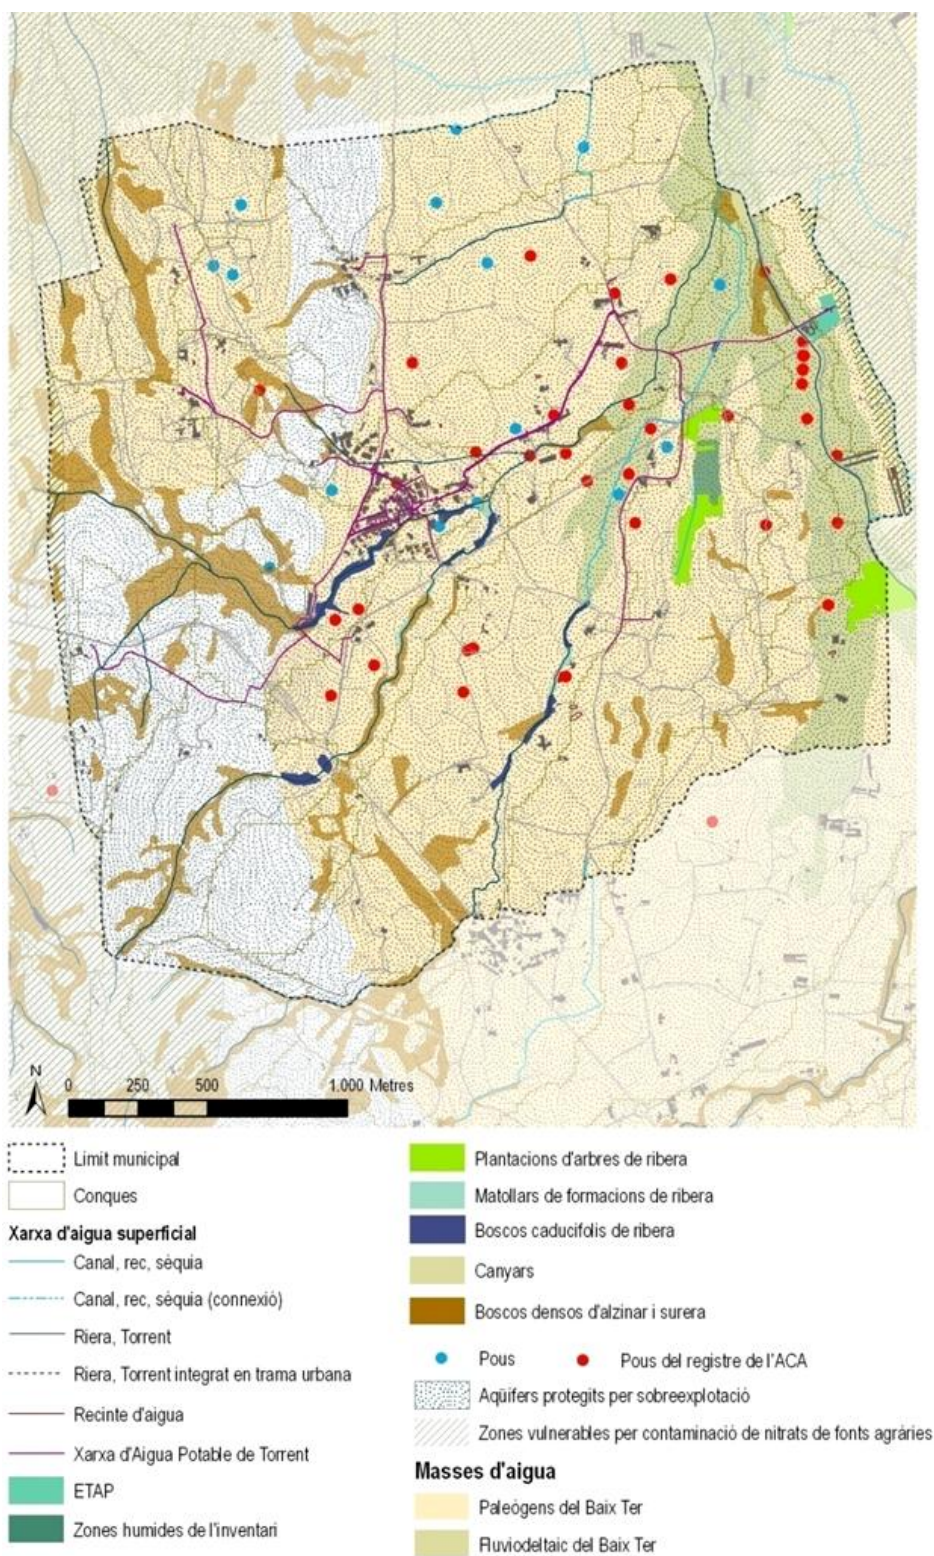 N
0 250 500 1.000 Metres
Límit municipal
Conques
Xarxa d'aigua superficial
Canal, rec, sèquia
Canal, rec, sèquia (connexió)
Riera, Torrent
Riera, Torrent integrat en trama urbana
Recinte d'aigua
Xarxa d'Aigua Potable de Torrent
ETAP
Zones humides de l'inventari
Plantacions d'arbres de ribera
Matollars de formacions de ribera
Boscos caducifolis de ribera
Canyars
Boscos densos d'alzinar i surera
Pous
Pous del registre de l'ACA
Aqüífers protegits per sobreexplotació
Zones vulnerables per contaminació de nitrats de fonts agràries
Masses d'aigua
Paleògens del Baix Ter
Fluviodeltaic del Baix Ter